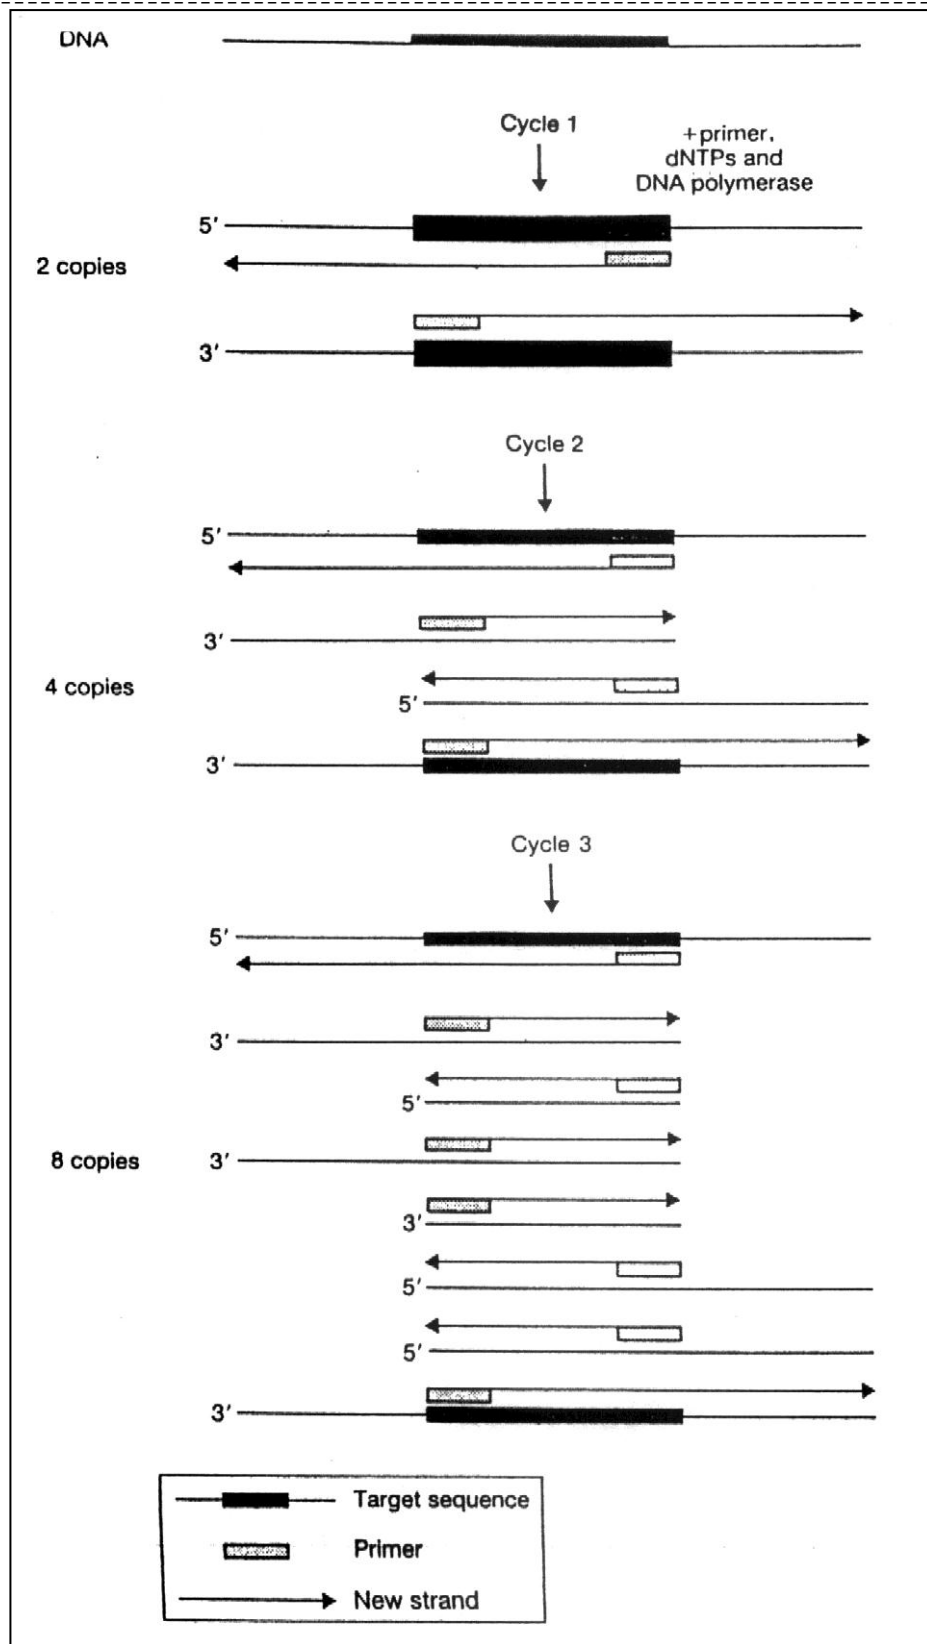 DNA
Cycle 1
+primer,
dNTPs and
DNA polymerase
5′
2 copies
3′
Cycle 2
5′
3′
4 copies
5′
3′
Cycle 3
5′
3′
5′
8 copies
3′
3′
5′
5′
3′
Target sequence
Primer
New strand